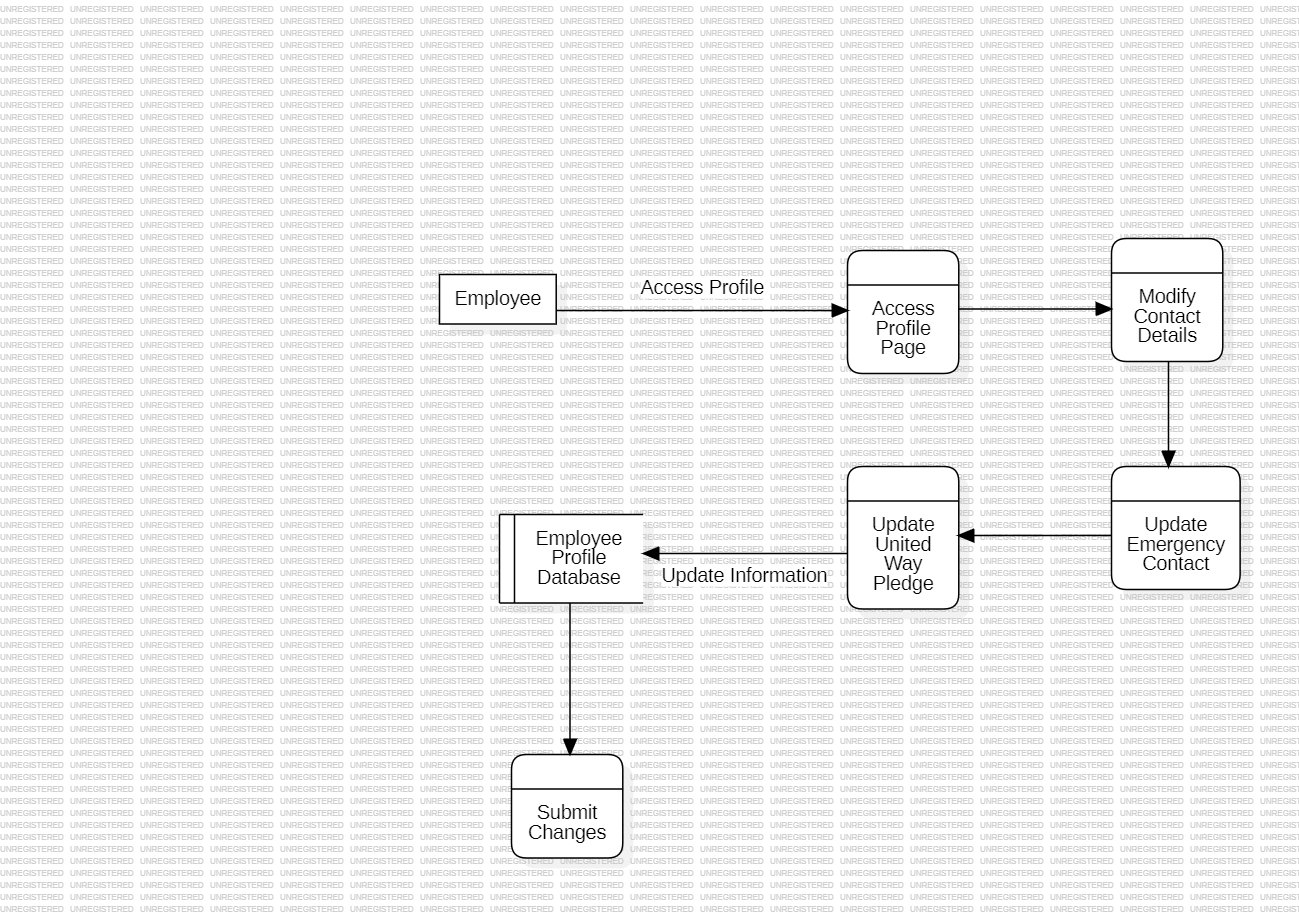 Employee
Access Profile
Access
Profile
Page
Modify
Contact
Details
Employee
Profile
Database
Update Information
Update
United
Way
Pledge
Update
Emergency
Contact
Submit
Changes
UNREGISTERED